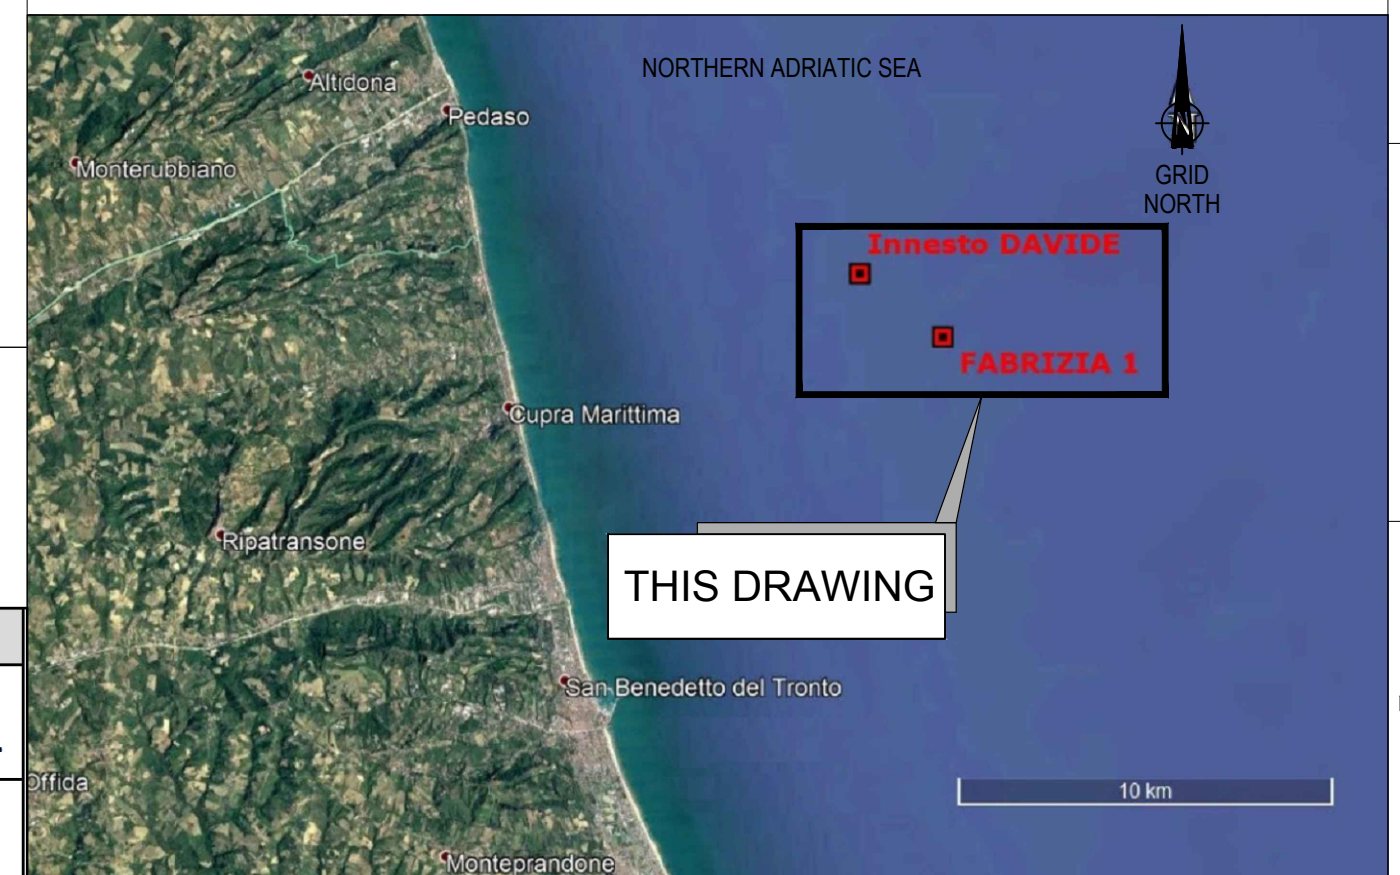 NORTHERN ADRIATIC SEA
Altidona
Pedaso
Monterubbiano
N
GRID
NORTH
Innesto DAVIDE
FABRIZIA 1
Cupra Marittima
Ripatransone
THIS DRAWING
San Benedetto del Tronto
Offida
10 km
Monteprandone